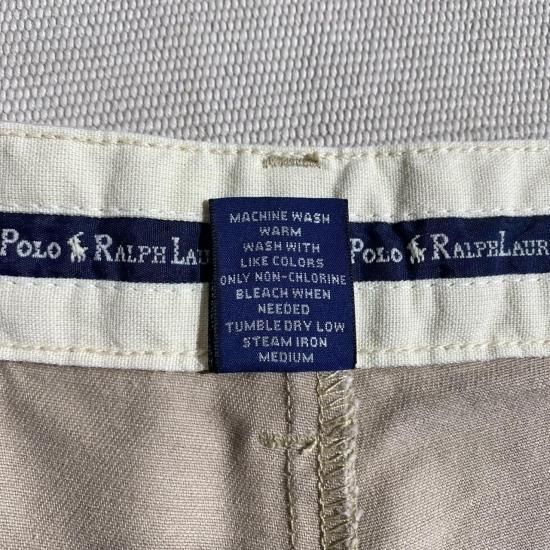 POLO RALPH LAU
POLO RALPH LAUR
MACHINE WASH
WARM
WASH WITH
LIKE COLORS
ONLY NON-CHLORINE
BLEACH WHEN
NEEDED
TUMBLE DRY LOW
STEAM IRON
MEDIUM